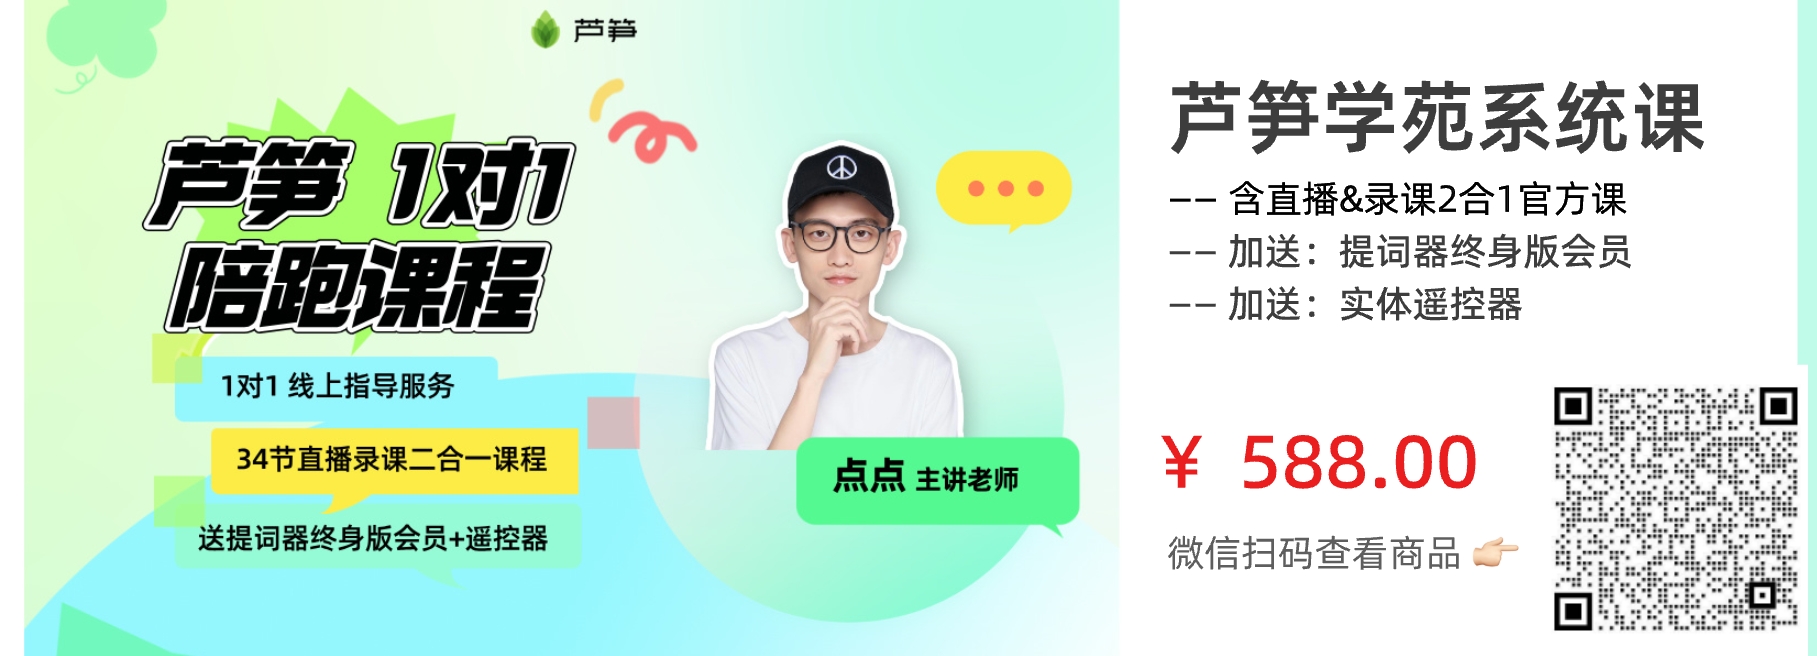 芦笋
芦笋 1对1
陪跑课程
1对1 线上指导服务
34节直播录课二合一课程
送提词器终身版会员+遥控器
点点 主讲老师
芦笋学苑系统课
—— 含直播&录课2合1官方课
—— 加送：提词器终身版会员
—— 加送：实体遥控器
¥ 588.00
微信扫码查看商品 👉🏻